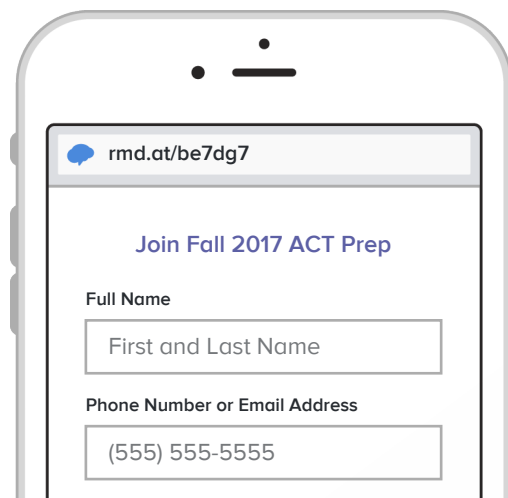 rmd.at/be7dg7
Join Fall 2017 ACT Prep
Full Name
First and Last Name
Phone Number or Email Address
(555) 555-5555